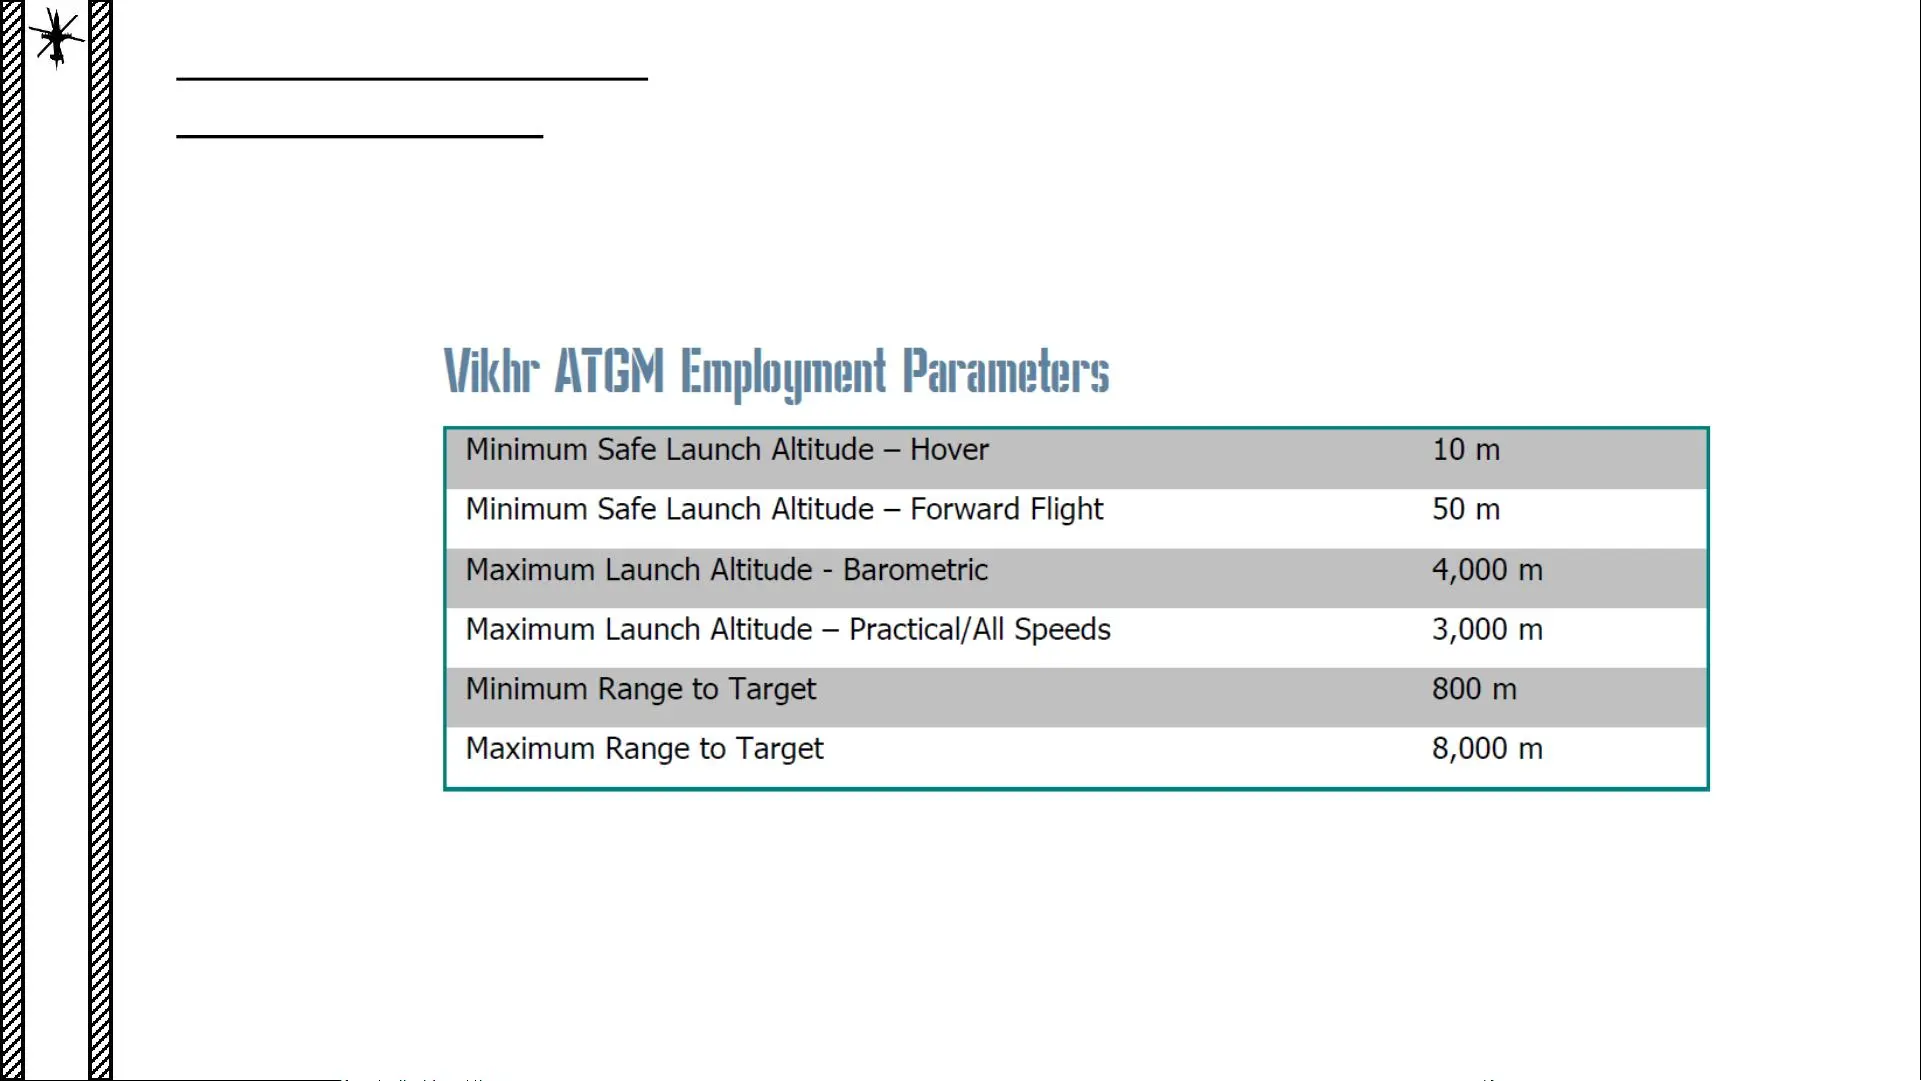 Vikhr ATGM Employment Parameters
Minimum Safe Launch Altitude – Hover 10 m
Minimum Safe Launch Altitude – Forward Flight 50 m
Maximum Launch Altitude - Barometric 4,000 m
Maximum Launch Altitude – Practical/All Speeds 3,000 m
Minimum Range to Target 800 m
Maximum Range to Target 8,000 m